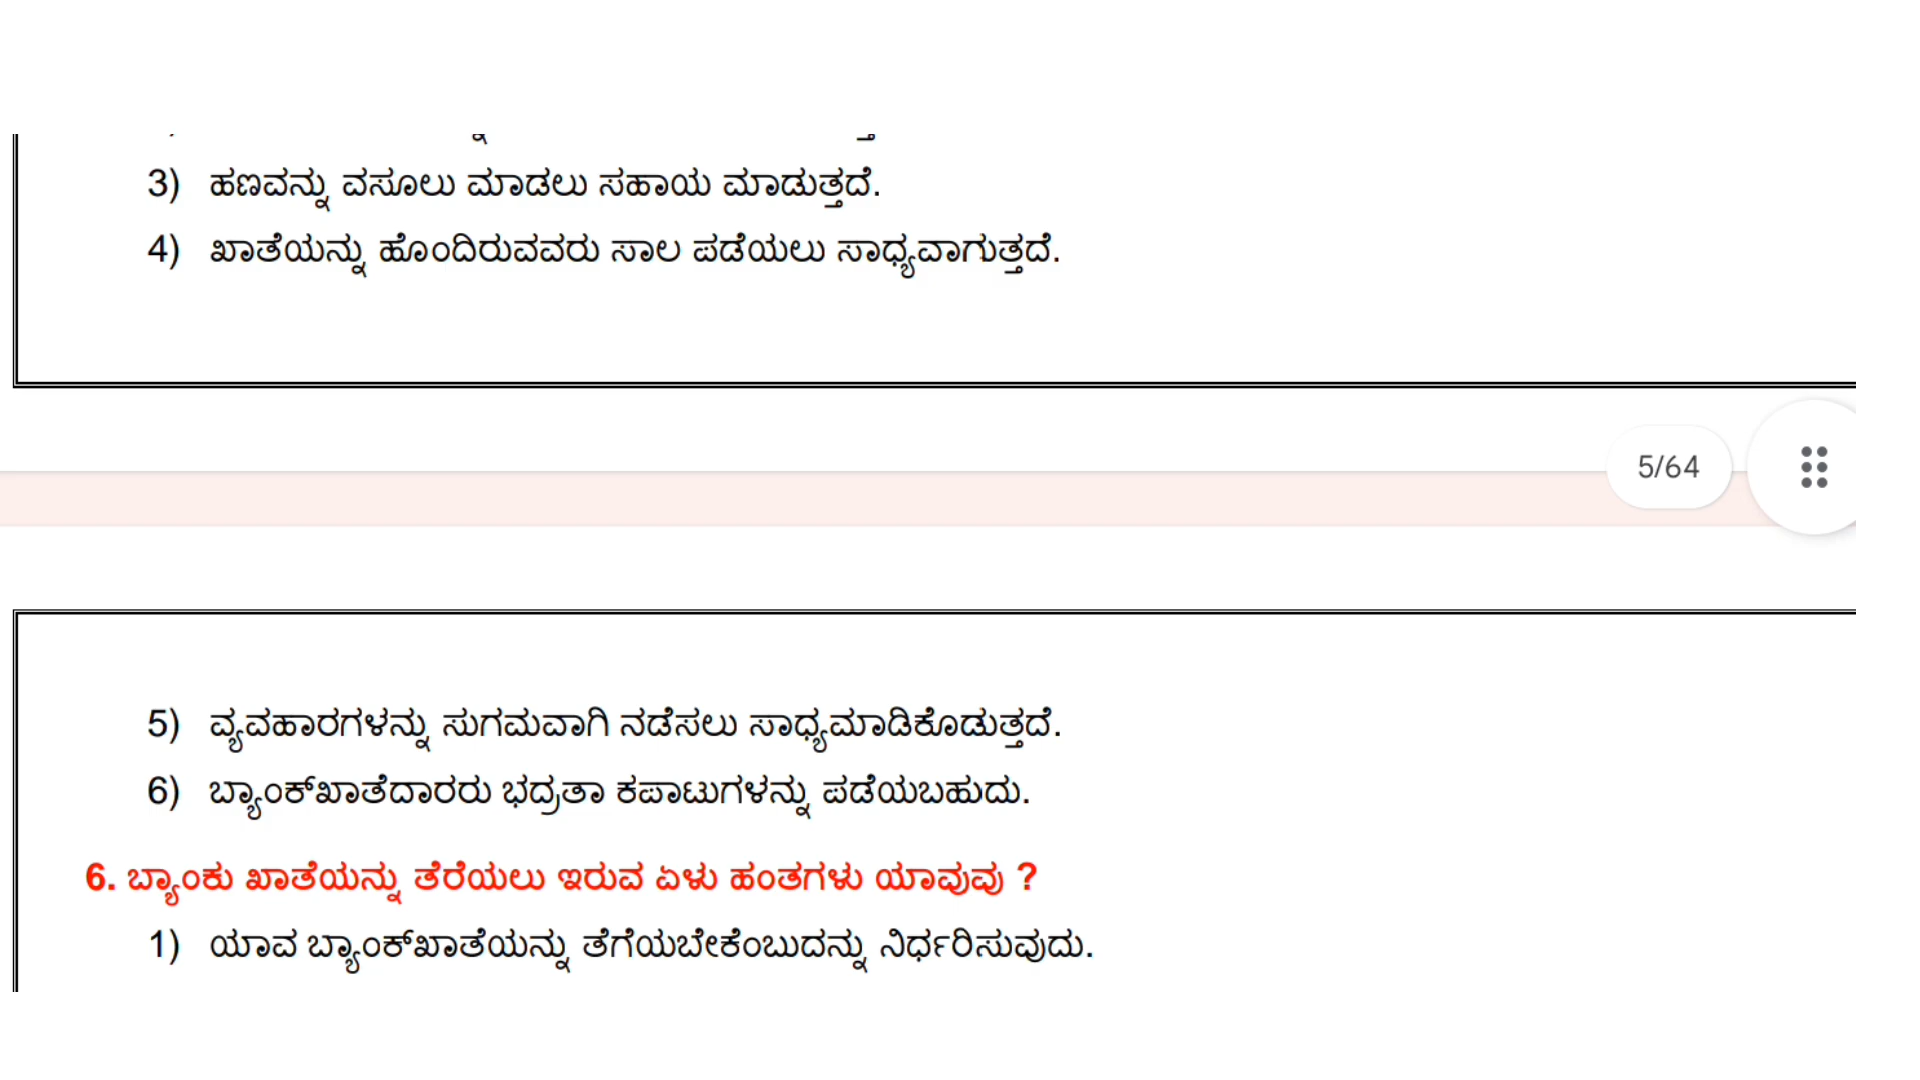 3) ಹಣವನ್ನು ವಸೂಲು ಮಾಡಲು ಸಹಾಯ ಮಾಡುತ್ತದೆ.
4) ಖಾತೆಯನ್ನು ಹೊಂದಿರುವವರು ಸಾಲ ಪಡೆಯಲು ಸಾಧ್ಯವಾಗುತ್ತದೆ.
5/64
5) ವ್ಯವಹಾರಗಳನ್ನು ಸುಗಮವಾಗಿ ನಡೆಸಲು ಸಾಧ್ಯಮಾಡಿಕೊಡುತ್ತದೆ.
6) ಬ್ಯಾಂಕ್‌ಖಾತೆದಾರರು ಭದ್ರತಾ ಕಪಾಟುಗಳನ್ನು ಪಡೆಯಬಹುದು.
6. ಬ್ಯಾಂಕು ಖಾತೆಯನ್ನು ತೆರೆಯಲು ಇರುವ ಏಳು ಹಂತಗಳು ಯಾವುವು ?
1) ಯಾವ ಬ್ಯಾಂಕ್‌ಖಾತೆಯನ್ನು ತೆಗೆಯಬೇಕೆಂಬುದನ್ನು ನಿರ್ಧರಿಸುವುದು.